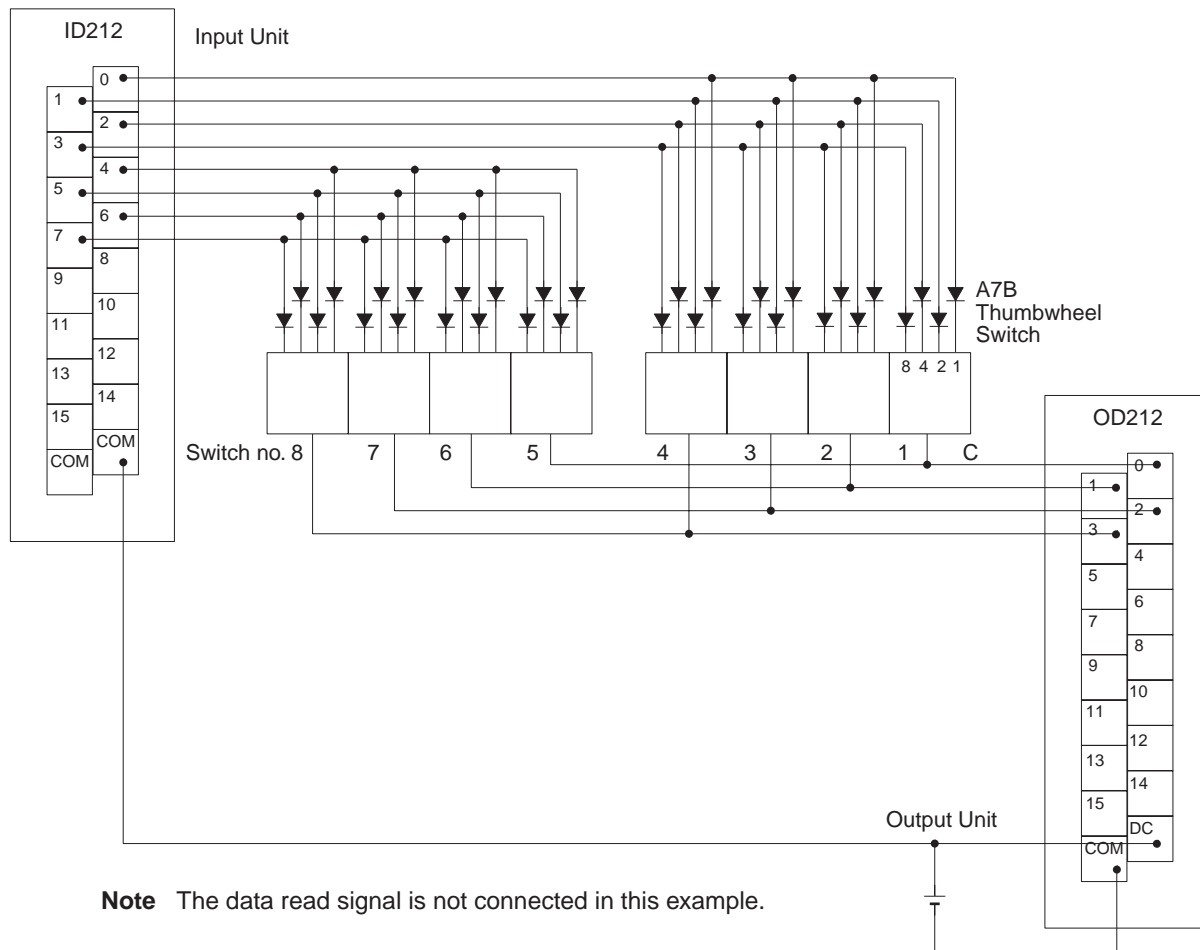 ID212
Input Unit
0
1
2
3
4
5
6
7
8
9
10
11
12
13
14
15
COM
COM
A7B
Thumbwheel
Switch
8 4 2 1
Switch no. 8 7 6 5 4 3 2 1 C
OD212
0
1
2
3
4
5
6
7
8
9
10
11
12
13
14
15
DC
COM
Output Unit
Note The data read signal is not connected in this example.